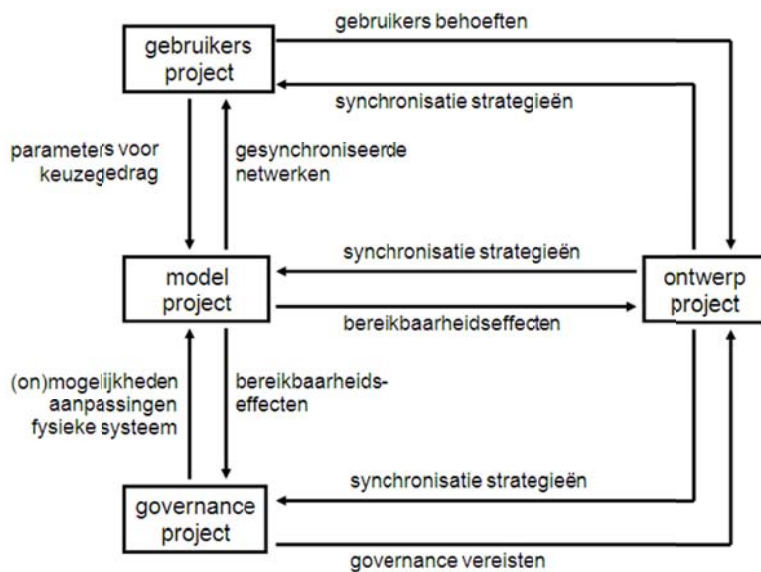 gebruikers behoeften
gebruikers
project
synchronisatie strategieën
parameters voor
keuzegedrag
gesynchroniseerde
netwerken
synchronisatie strategieën
model
project
ontwerp
project
bereikbaarheidseffecten
(on)mogelijkheden
aanpassingen
fysieke systeem
bereikbaarheids-
effecten
synchronisatie strategieën
governance
project
governance vereisten